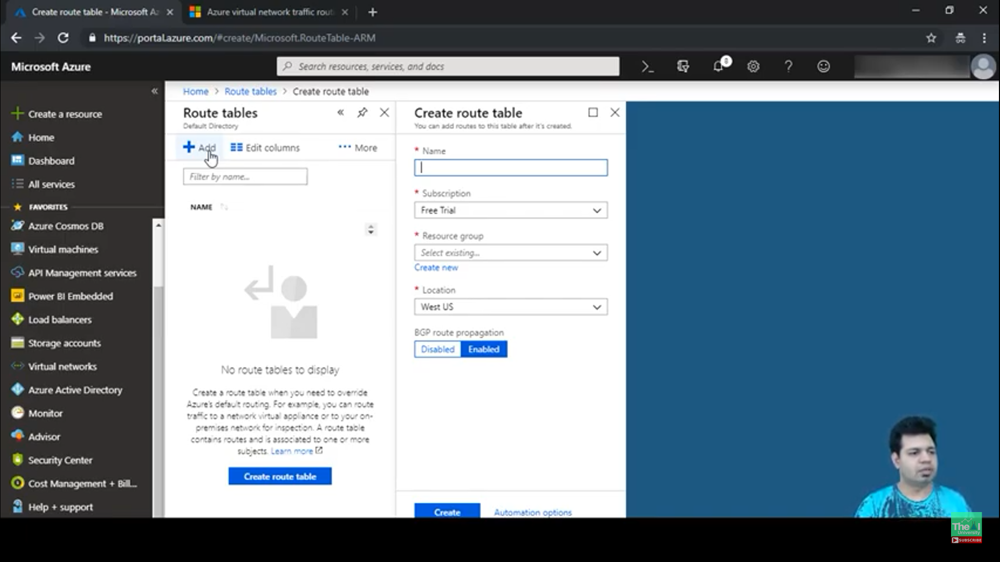 Create route table - Microsoft A
Azure virtual network traffic rout
https://portal.azure.com/#create/Microsoft.RouteTable-ARM
Microsoft Azure
Search resources, services, and docs
Home > Route tables > Create route table
Create a resource
Home
Dashboard
All services
FAVORITES
Azure Cosmos DB
Virtual machines
API Management services
Power BI Embedded
Load balancers
Storage accounts
Virtual networks
Azure Active Directory
Monitor
Advisor
Security Center
Cost Management + Bill...
Help + support
Route tables
Default Directory
Add
Edit columns
More
Filter by name...
NAME
No route tables to display
Create a route table when you need to override
Azure's default routing. For example, you can route
traffic to a network virtual appliance or to your on-
premises network for inspection. A route table
contains routes and is associated to one or more
subjects. Learn more
Create route table
Create route table
You can add routes to this table after it's created.
* Name
* Subscription
Free Trial
* Resource group
Select existing...
Create new
* Location
West US
BGP route propagation
Disabled
Enabled
Create
Automation options
The AI
University
SUBSCRIBE